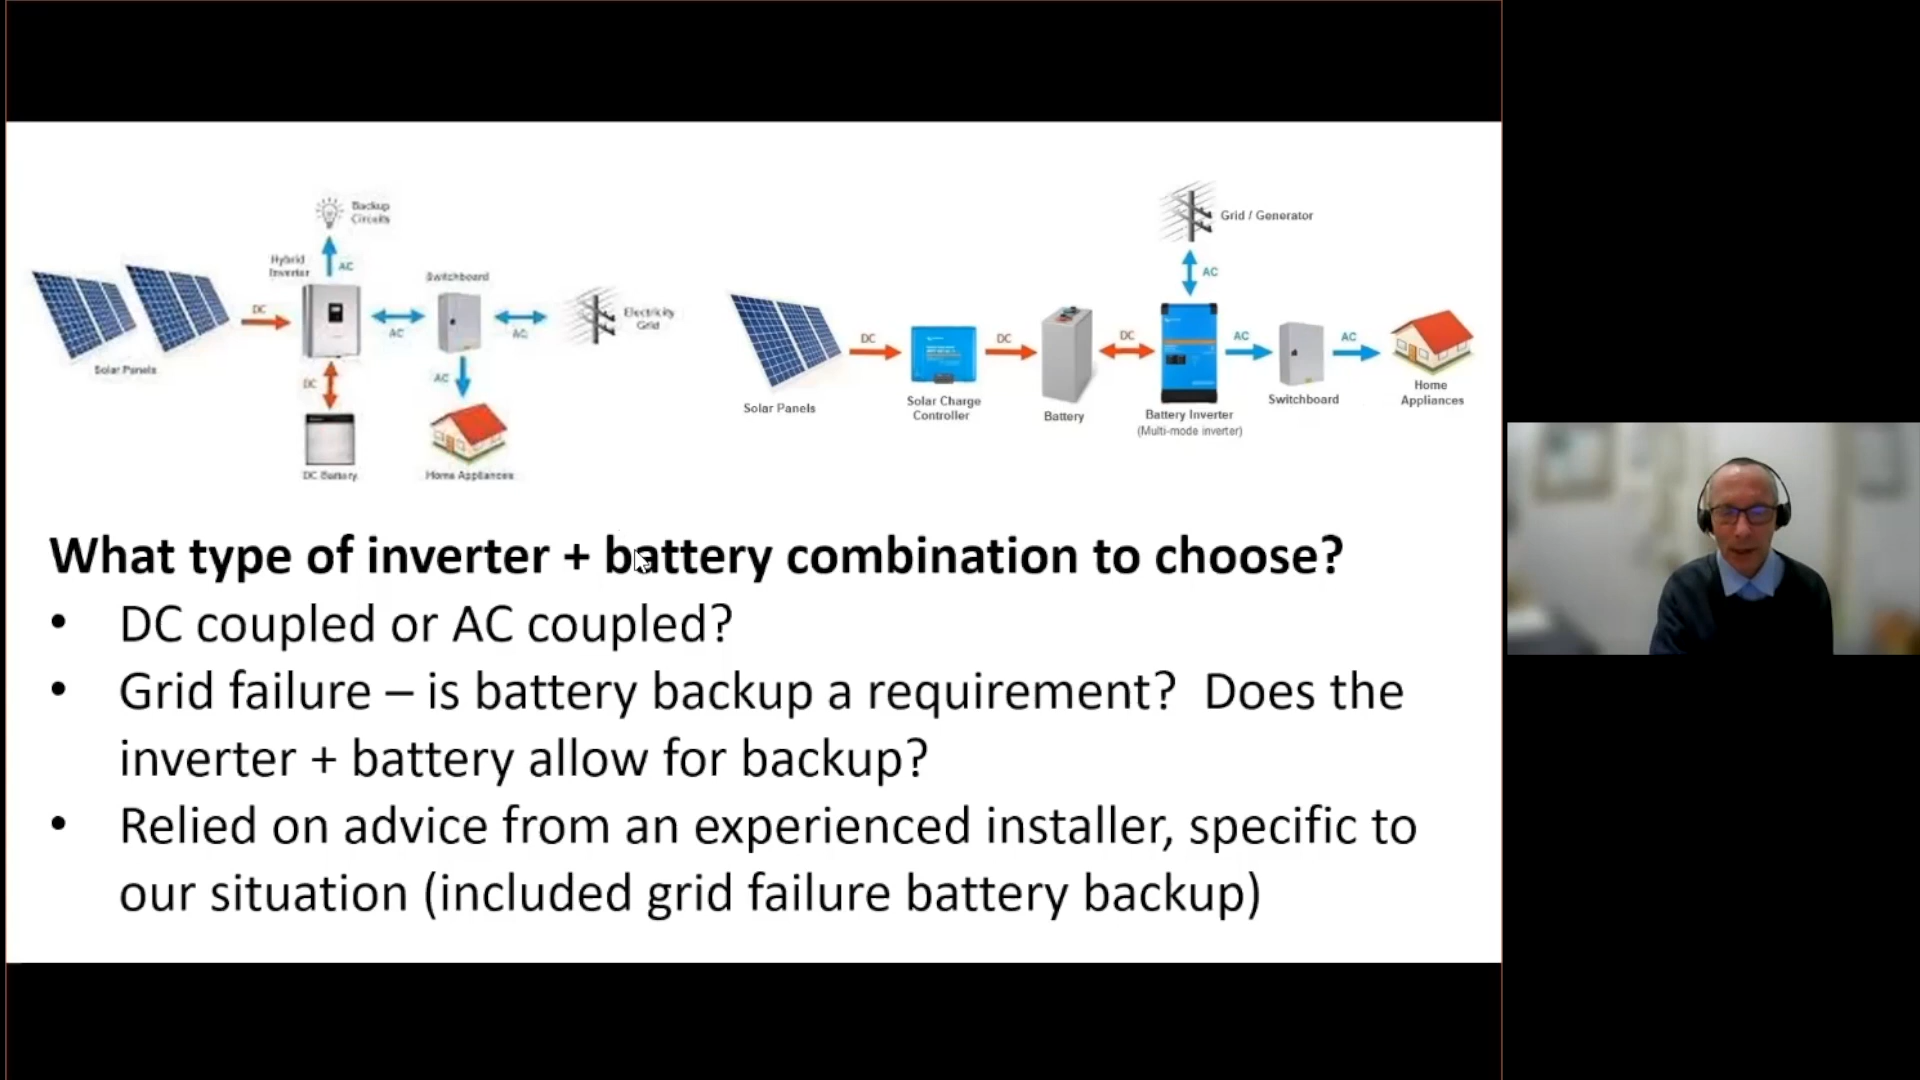 Backup
Circuits
Hybrid
Inverter
AC
Switchboard
DC
AC
AC
Electricity
Grid
Solar Panels
DC
AC
DC Battery
Home Appliances
Grid / Generator
AC
DC
DC
DC
AC
AC
Solar Panels
Solar Charge
Controller
Battery
Battery Inverter
(Multi-mode inverter)
Switchboard
Home
Appliances
What type of inverter + battery combination to choose?
• DC coupled or AC coupled?
• Grid failure – is battery backup a requirement? Does the
inverter + battery allow for backup?
• Relied on advice from an experienced installer, specific to
our situation (included grid failure battery backup)